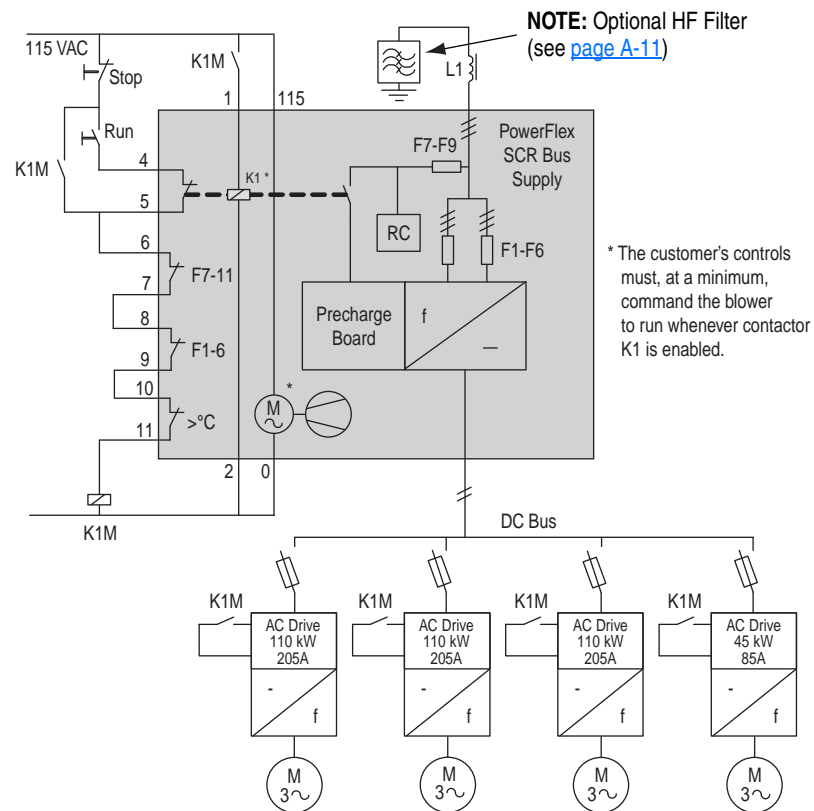 NOTE: Optional HF Filter
(see page A-11)
115 VAC
Stop
K1M
L1
1
115
Run
K1M
4
5
K1 *
F7-F9
PowerFlex
SCR Bus
Supply
RC
F1-F6
6
7
F7-11
8
9
F1-6
10
11
>°C
Precharge
Board
f
—
* The customer's controls
must, at a minimum,
command the blower
to run whenever contactor
K1 is enabled.
*
M
2
0
K1M
DC Bus
K1M
K1M
K1M
K1M
AC Drive
110 kW
205A
AC Drive
110 kW
205A
AC Drive
110 kW
205A
AC Drive
45 kW
85A
-
f
-
f
-
f
-
f
M
3
M
3
M
3
M
3